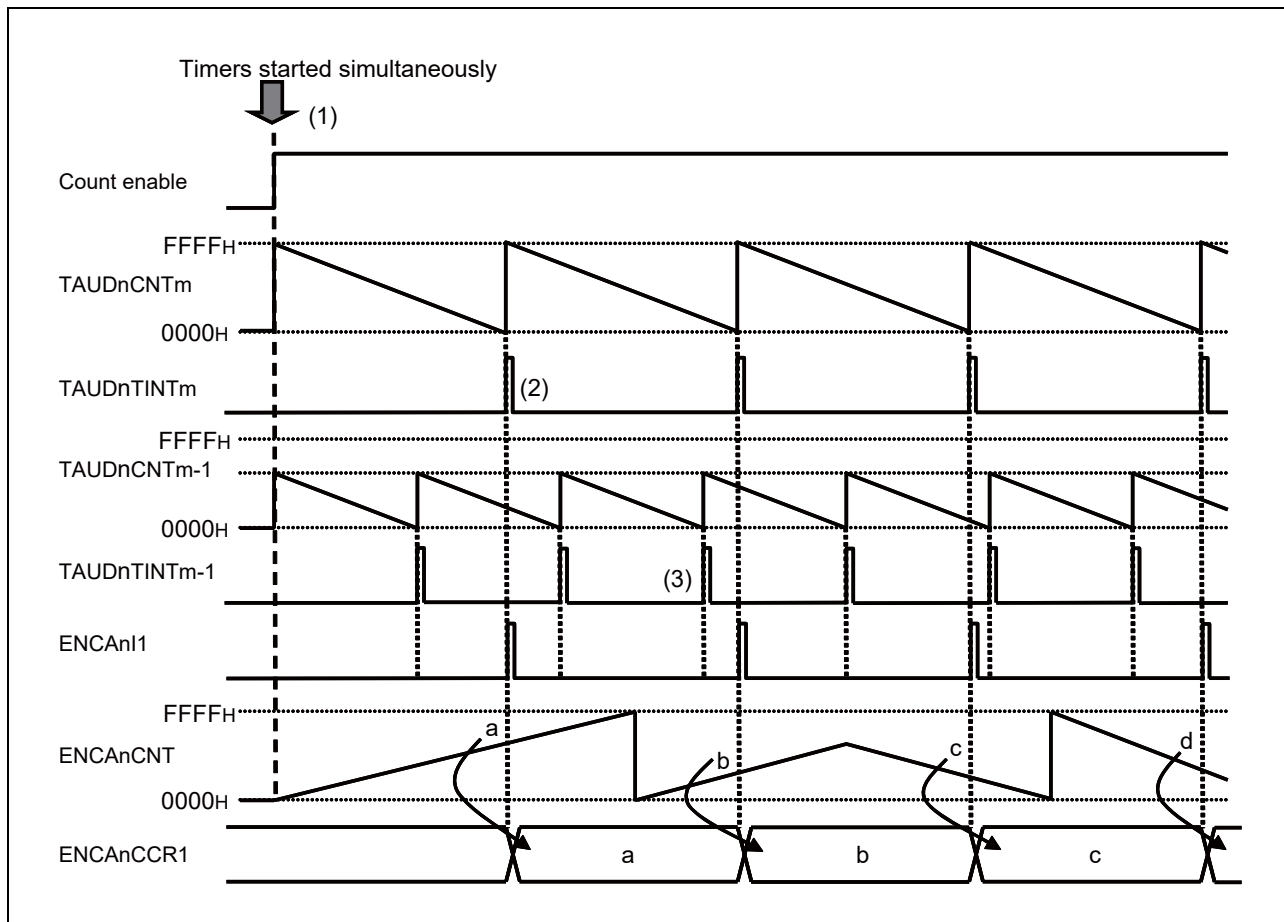 Timers started simultaneously
(1)
Count enable
FFFFH
TAUDnCNTm
0000H
TAUDnTINTm
(2)
FFFFH
TAUDnCNTm-1
0000H
TAUDnTINTm-1
(3)
ENCAnI1
FFFFH
ENCAnCNT
a
b
c
d
0000H
ENCAnCCR1
a
b
c